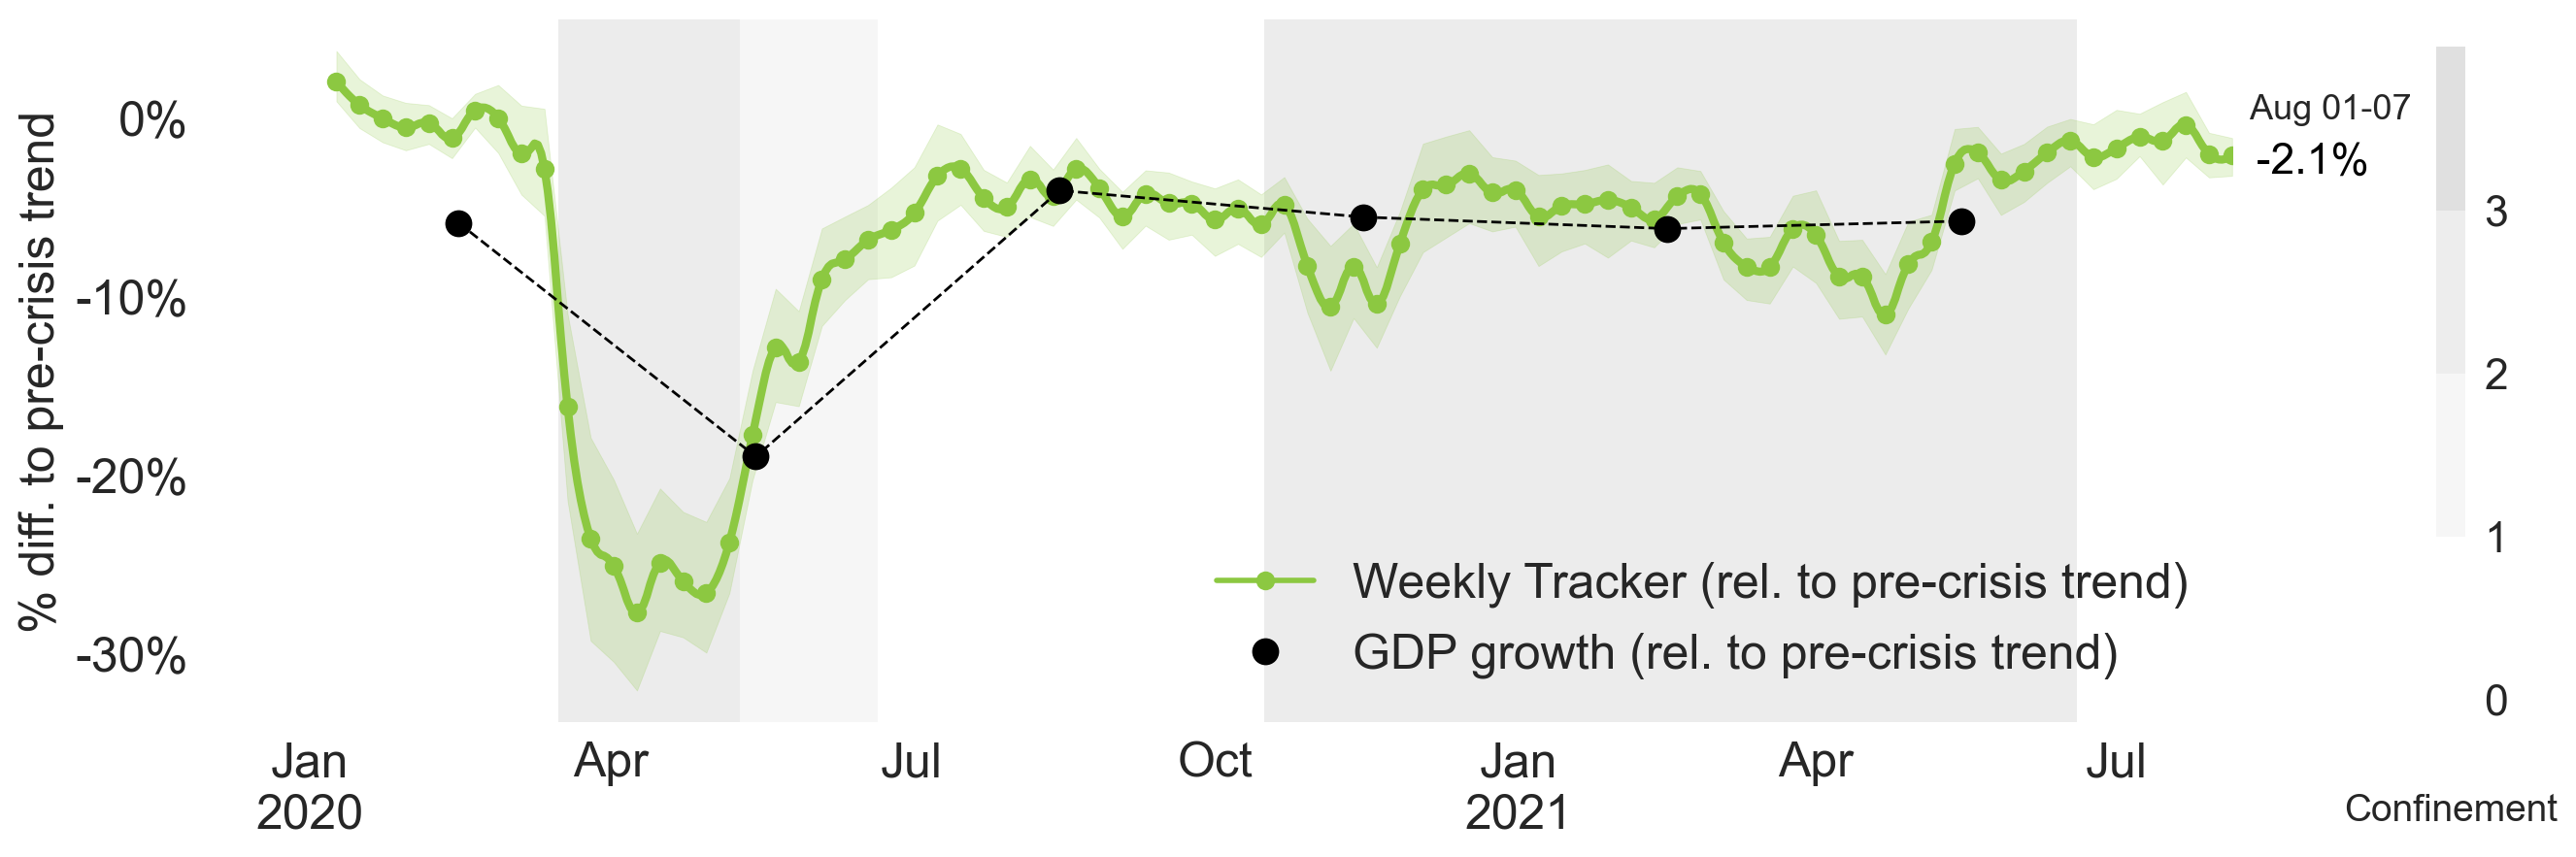 % diff. to pre-crisis trend
0%
-10%
-20%
-30%
Aug 01-07
-2.1%
Weekly Tracker (rel. to pre-crisis trend)
GDP growth (rel. to pre-crisis trend)
Jan
2020
Apr
Jul
Oct
Jan
2021
Apr
Jul
3
2
1
0
Confinement